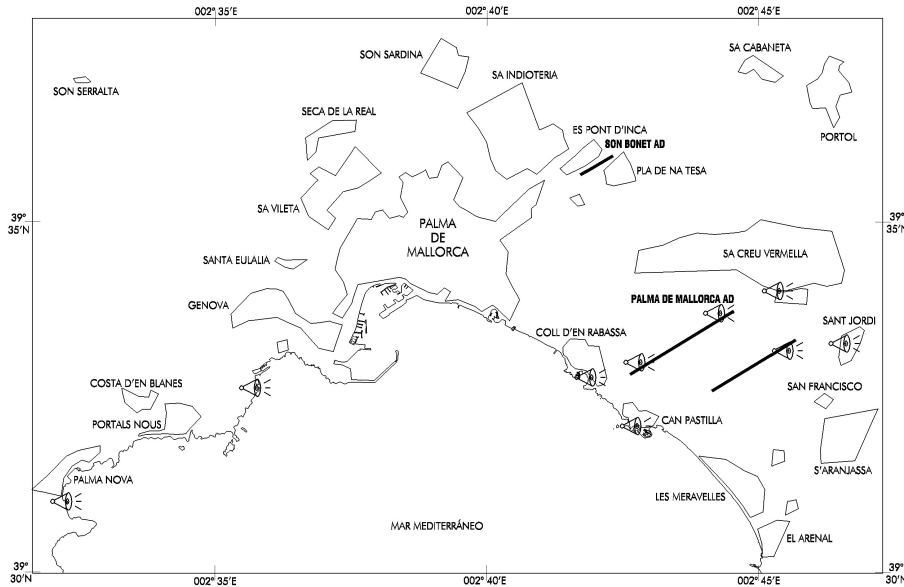 002° 35'E
002° 40'E
002° 45'E
SON SARDINA
SA CABANETA
SON SERRALTA
SA INDIOTERIA
SECA DE LA REAL
PORTOL
ES PONT D'INCA
SON BONET AD
PLA DE NA TESA
SA VILETA
39°
35'N
PALMA
DE
MALLORCA
39°
35'N
SANTA EULALIA
SA CREU VERMELLA
GENOVA
PALMA DE MALLORCA AD
SANT JORDI
COLL D'EN RABASSA
COSTA D'EN BLANES
SAN FRANCISCO
PORTALS NOUS
CAN PASTILLA
S'ARANJASSA
PALMA NOVA
LES MERAVELLES
MAR MEDITERRÁNEO
EL ARENAL
39°
30'N
002° 35'E
002° 40'E
002° 45'E
39°
30'N